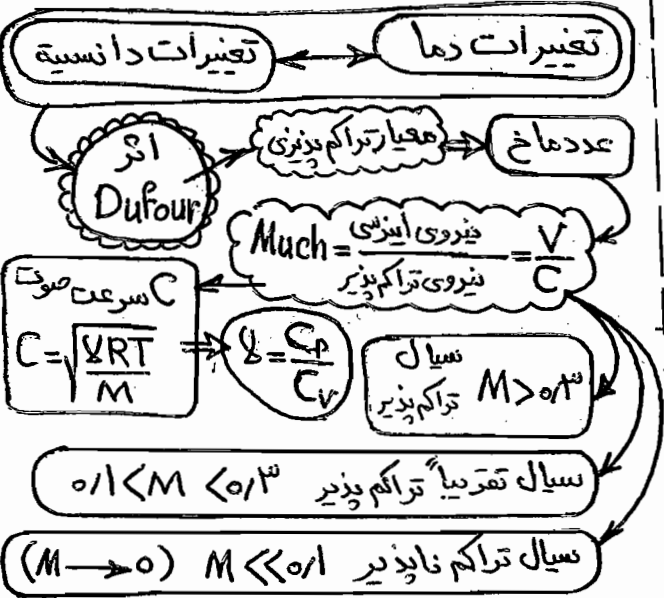 تغییرات دما ↔ تغییرات دانسیته
اثر
Dufour
معیار تراکم پذیری ⇒ عدد ماخ
Much = نیروی اینرسی / نیروی تراکم پذیر = V / C
C سرعت صوت
C = √(γRT / M) ⇒ γ = CP / CV
سیال تراکم پذیر M > ۰/۳
سیال تقریباً تراکم پذیر ۰/۱ < M < ۰/۳
سیال تراکم ناپذیر M << ۰/۱ (M → ۰)